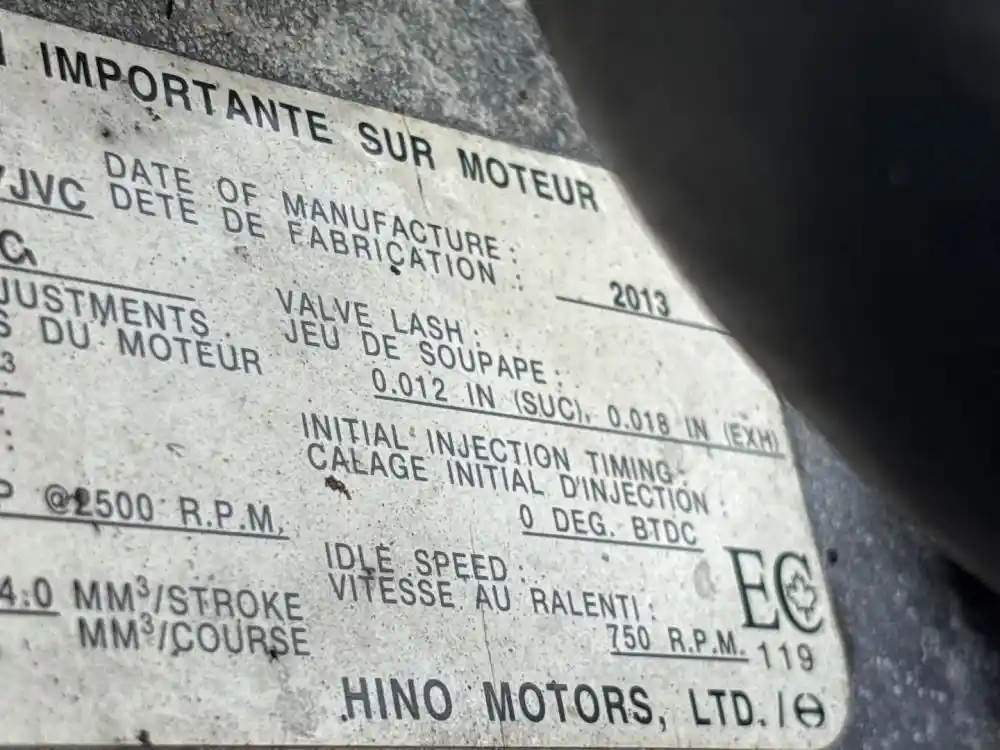 IMPORTANTE SUR MOTEUR
JVC
DATE OF MANUFACTURE :
DETE DE FABRICATION :
2013
JUSTMENTS
S DU MOTEUR
3
VALVE LASH :
JEU DE SOUPAPE :
0.012 IN (SUC), 0.018 IN (EXH)
INITIAL INJECTION TIMING :
CALAGE INITIAL D'INJECTION :
0 DEG. BTDC
P @2500 R.P.M.
IDLE SPEED :
VITESSE AU RALENTI :
750 R.P.M.
4.0 MM³/STROKE
MM³/COURSE
EC
119
HINO MOTORS, LTD./